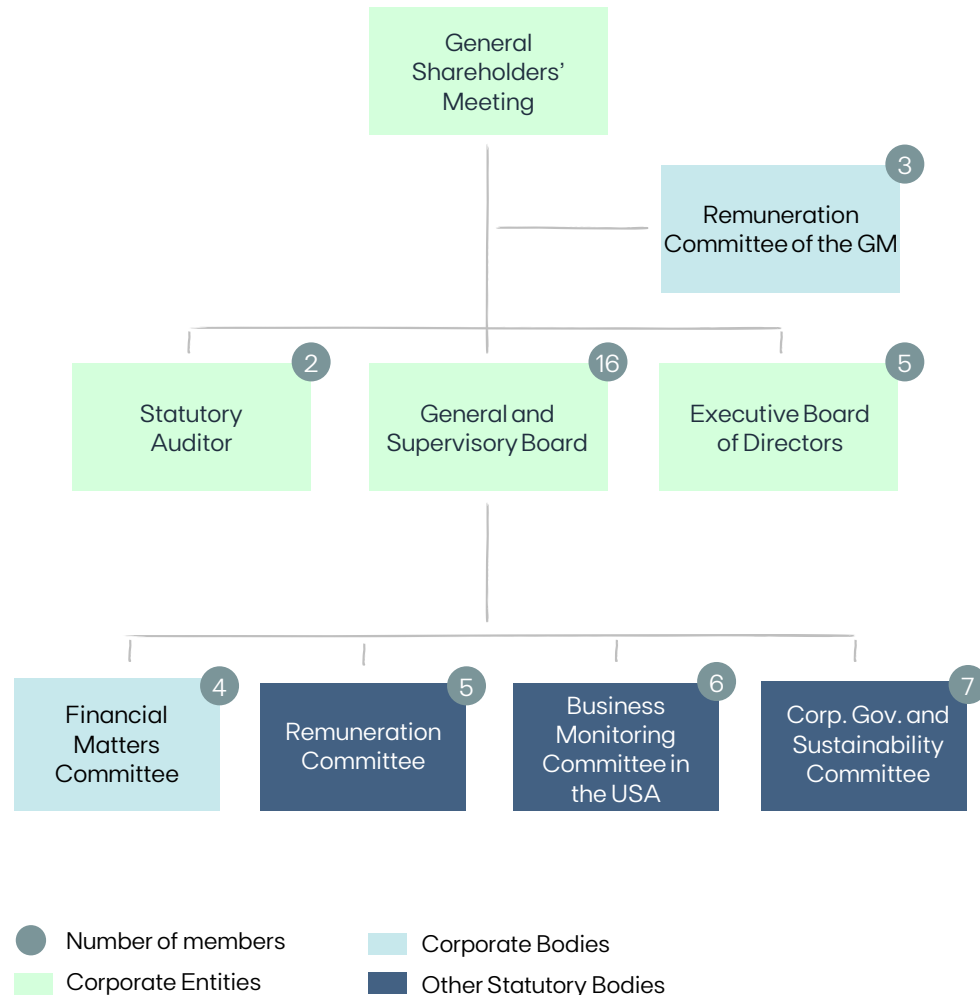 General
Shareholders’
Meeting
3
Remuneration
Committee of the GM
2
Statutory
Auditor
16
General and
Supervisory Board
5
Executive Board
of Directors
4
Financial
Matters
Committee
5
Remuneration
Committee
6
Business
Monitoring
Committee in
the USA
7
Corp. Gov. and
Sustainability
Committee
Number of members
Corporate Bodies
Corporate Entities
Other Statutory Bodies